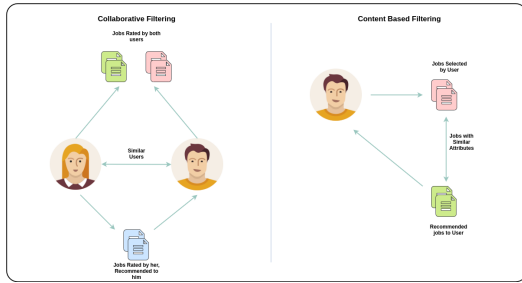 Collaborative Filtering
Jobs Rated by both
users
Similar
Users
Jobs Rated by her,
Recommended to
him
Content Based Filtering
Jobs Selected
by User
Jobs with
Similar
Attributes
Recommended
jobs to User